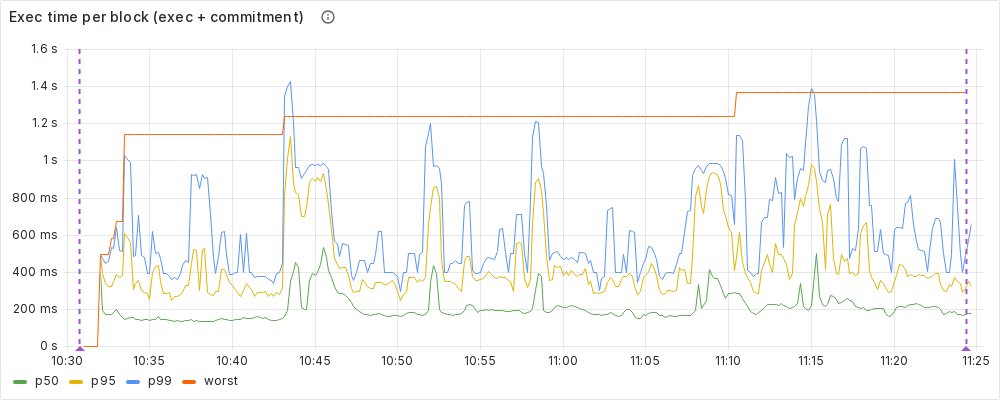 Exec time per block (exec + commitment)
1.6 s
1.4 s
1.2 s
1 s
800 ms
600 ms
400 ms
200 ms
0 s
10:30 10:35 10:40 10:45 10:50 10:55 11:00 11:05 11:10 11:15 11:20 11:25
p50 p95 p99 worst